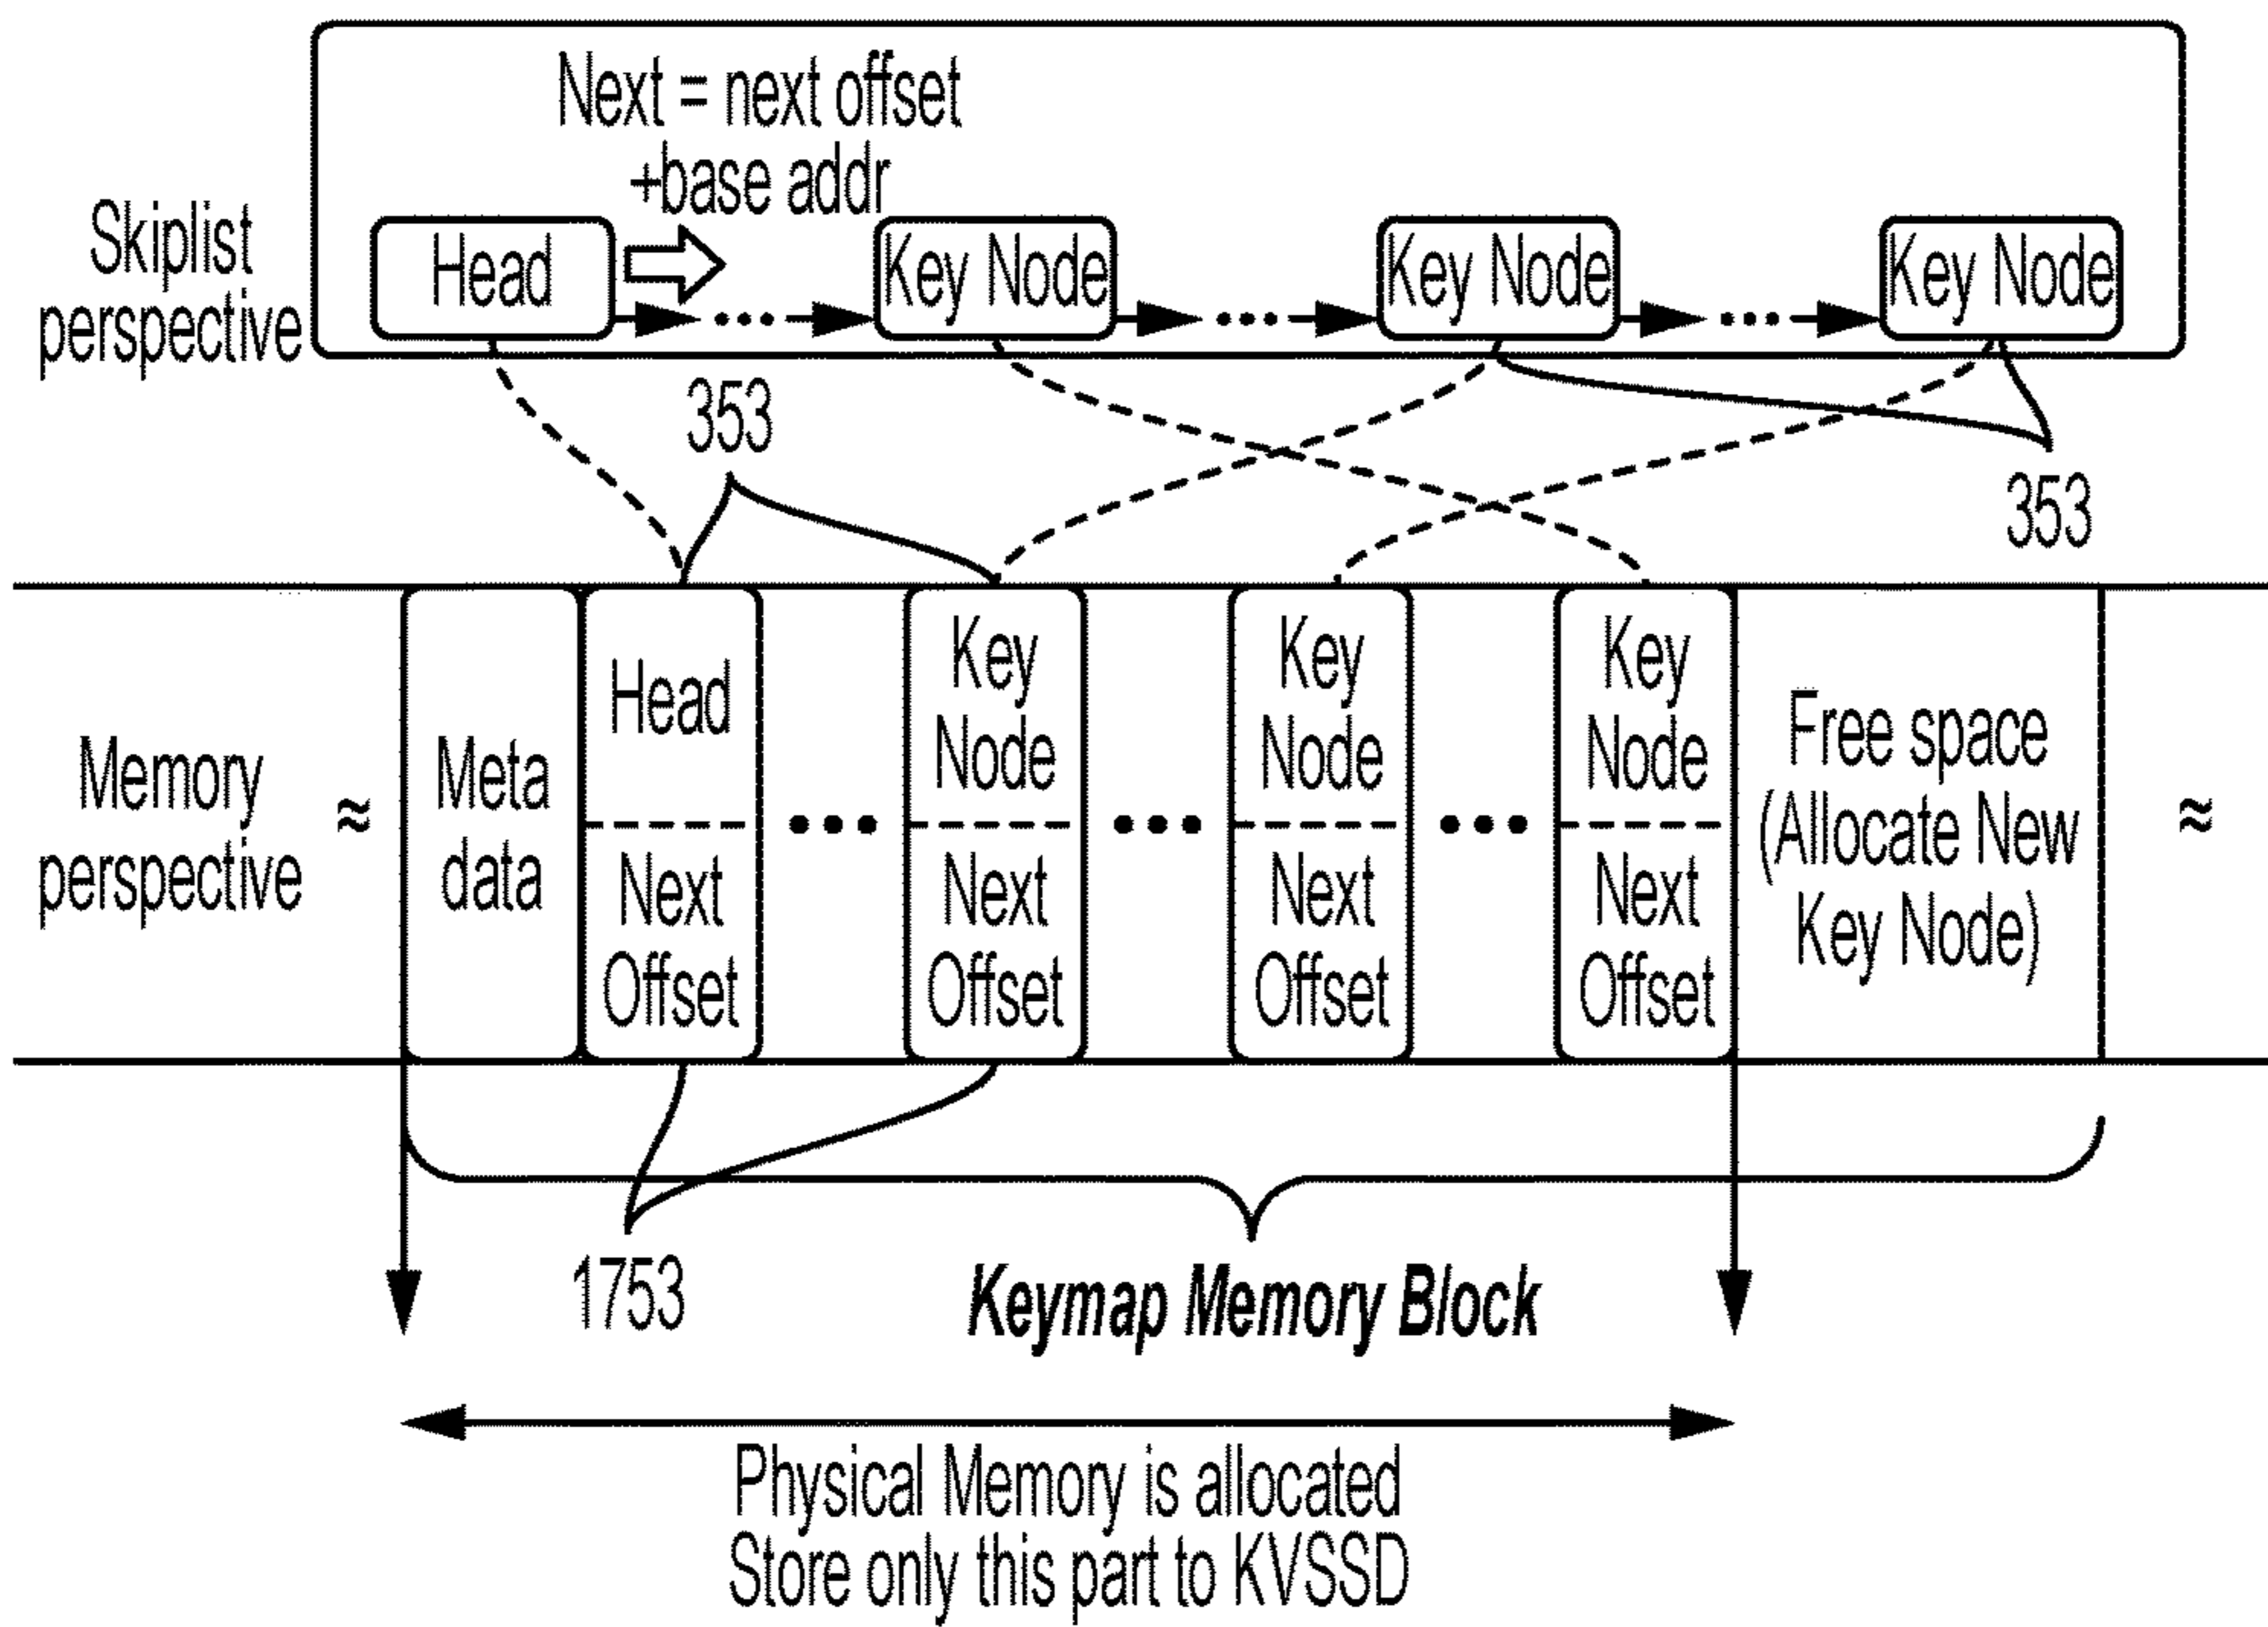 Next = next offset
+base addr
Skiplist
perspective
Head
Key Node
Key Node
Key Node
353
353
Memory
perspective
≈
Meta
data
Head
Next
Offset
Key
Node
Next
Offset
Key
Node
Next
Offset
Key
Node
Next
Offset
Free space
(Allocate New
Key Node)
≈
1753
Keymap Memory Block
Physical Memory is allocated
Store only this part to KVSSD